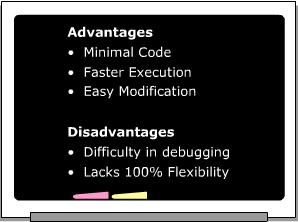 Advantages
• Minimal Code
• Faster Execution
• Easy Modification
Disadvantages
• Difficulty in debugging
• Lacks 100% Flexibility